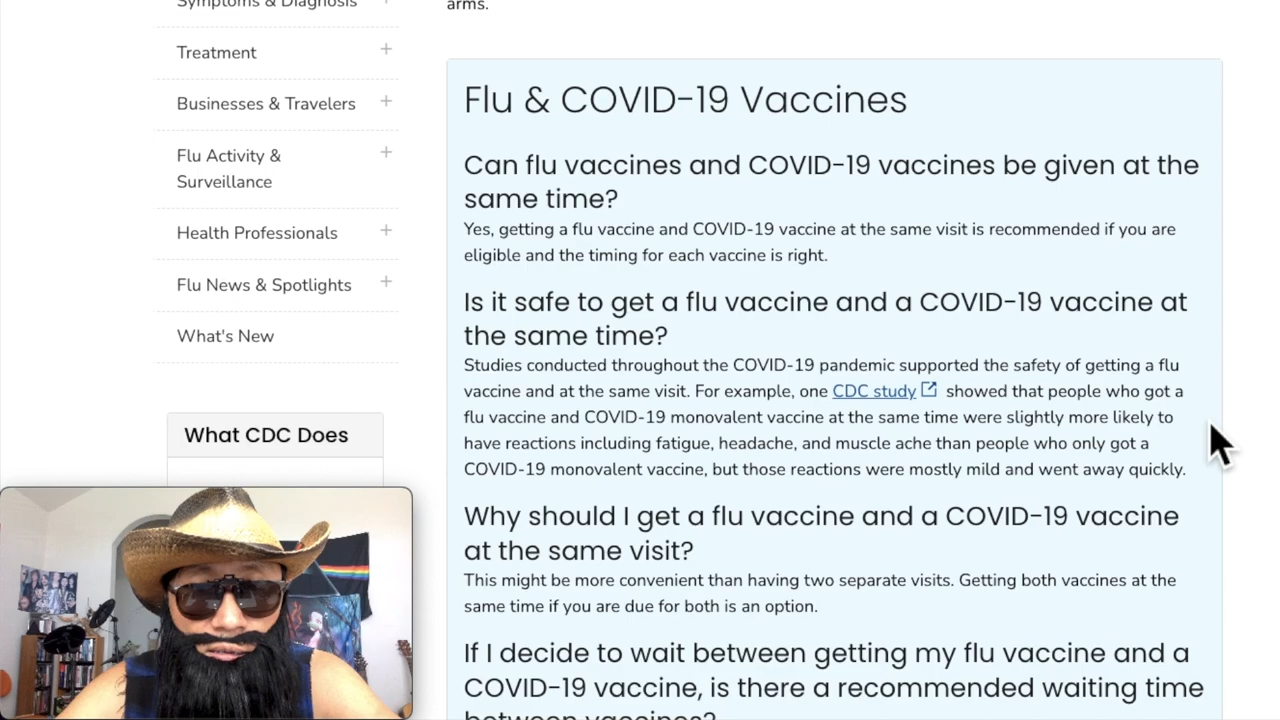 Symptoms & Diagnosis
Treatment
Businesses & Travelers
Flu Activity &
Surveillance
Health Professionals
Flu News & Spotlights
What's New
What CDC Does
arms.
Flu & COVID-19 Vaccines
Can flu vaccines and COVID-19 vaccines be given at the
same time?
Yes, getting a flu vaccine and COVID-19 vaccine at the same visit is recommended if you are
eligible and the timing for each vaccine is right.
Is it safe to get a flu vaccine and a COVID-19 vaccine at
the same time?
Studies conducted throughout the COVID-19 pandemic supported the safety of getting a flu
vaccine and at the same visit. For example, one CDC study showed that people who got a
flu vaccine and COVID-19 monovalent vaccine at the same time were slightly more likely to
have reactions including fatigue, headache, and muscle ache than people who only got a
COVID-19 monovalent vaccine, but those reactions were mostly mild and went away quickly.
Why should I get a flu vaccine and a COVID-19 vaccine
at the same visit?
This might be more convenient than having two separate visits. Getting both vaccines at the
same time if you are due for both is an option.
If I decide to wait between getting my flu vaccine and a
COVID-19 vaccine, is there a recommended waiting time
between vaccines?